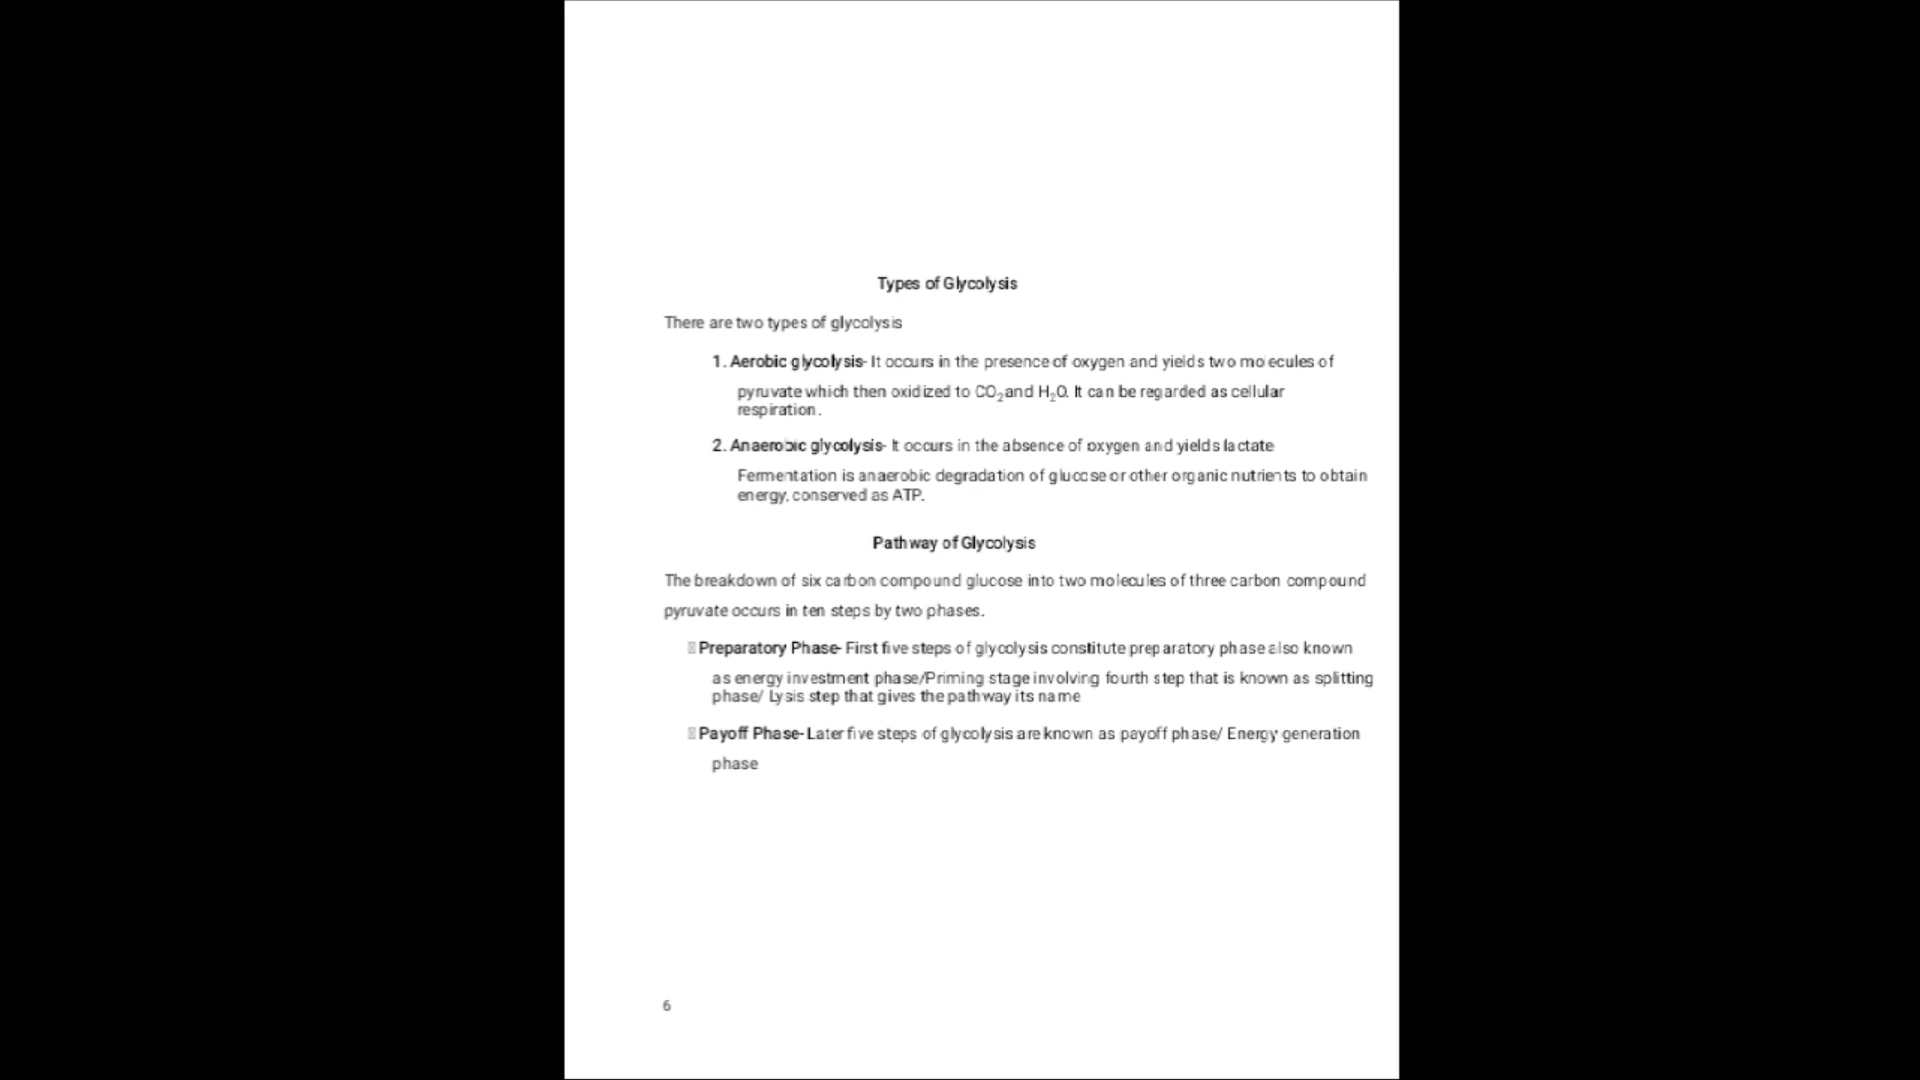 Types of Glycolysis
There are two types of glycolysis
1. Aerobic glycolysis- It occurs in the presence of oxygen and yields two molecules of
pyruvate which then oxidized to CO₂ and H₂O. It can be regarded as cellular
respiration.
2. Anaerobic glycolysis- It occurs in the absence of oxygen and yields lactate
Fermentation is anaerobic degradation of glucose or other organic nutrients to obtain
energy, conserved as ATP.
Pathway of Glycolysis
The breakdown of six carbon compound glucose into two molecules of three carbon compound
pyruvate occurs in ten steps by two phases.
Preparatory Phase- First five steps of glycolysis constitute preparatory phase also known
as energy investment phase/Priming stage involving fourth step that is known as splitting
phase/ Lysis step that gives the pathway its name
Payoff Phase- Later five steps of glycolysis are known as payoff phase/ Energy generation
phase
6